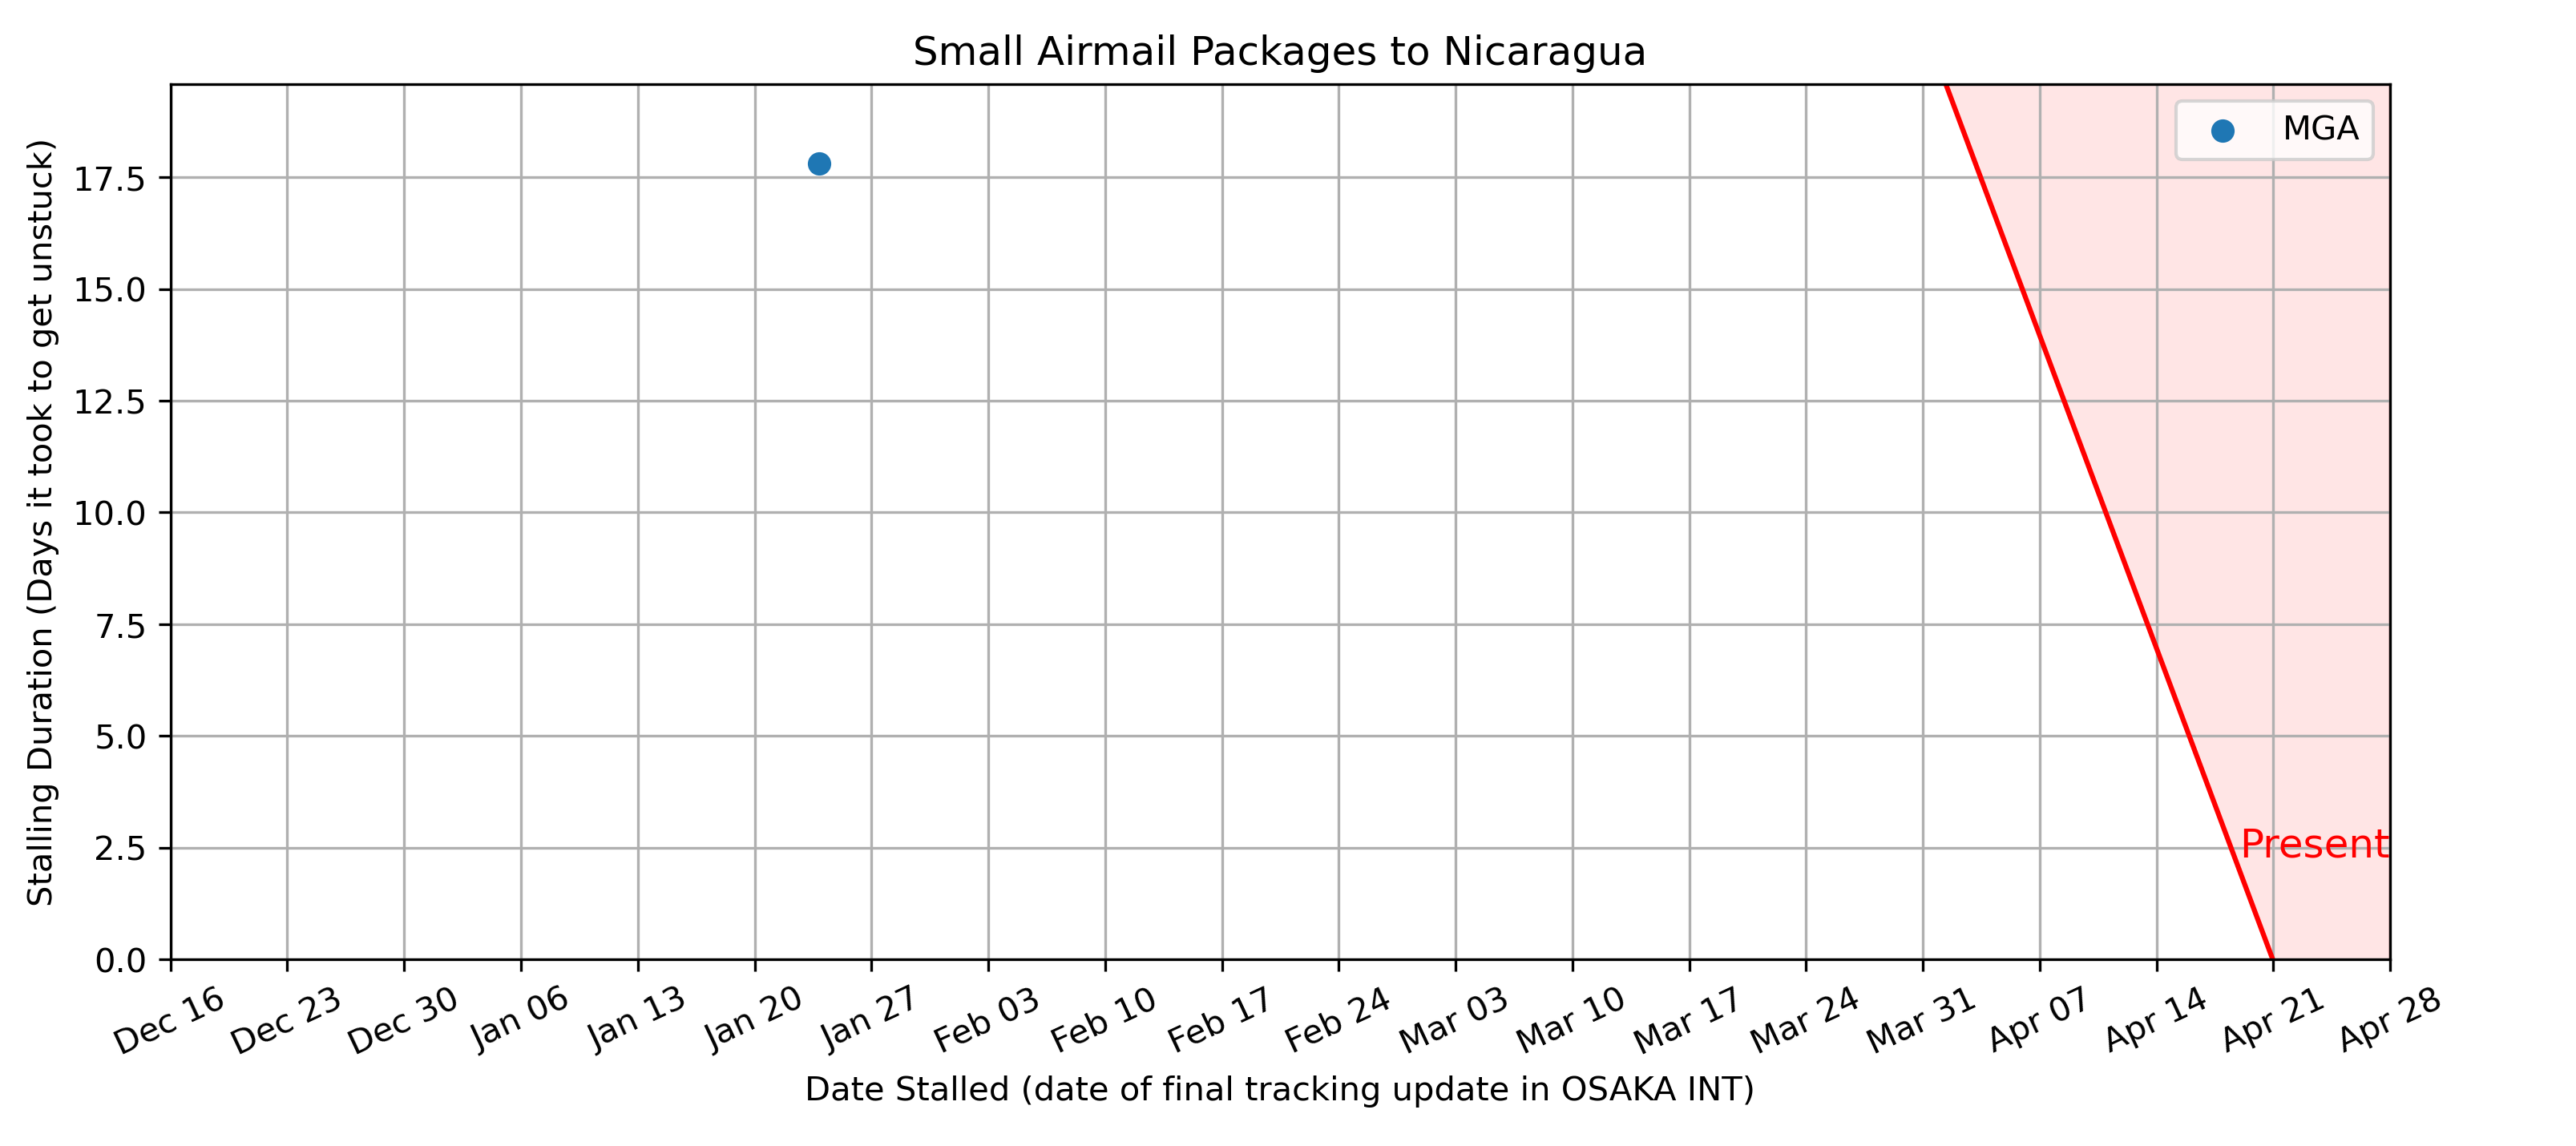 Small Airmail Packages to Nicaragua
MGA
Stalling Duration (Days it took to get unstuck)
17.5
15.0
12.5
10.0
7.5
5.0
2.5
0.0
Present
Dec 16 Dec 23 Dec 30 Jan 06 Jan 13 Jan 20 Jan 27 Feb 03 Feb 10 Feb 17 Feb 24 Mar 03 Mar 10 Mar 17 Mar 24 Mar 31 Apr 07 Apr 14 Apr 21 Apr 28
Date Stalled (date of final tracking update in OSAKA INT)